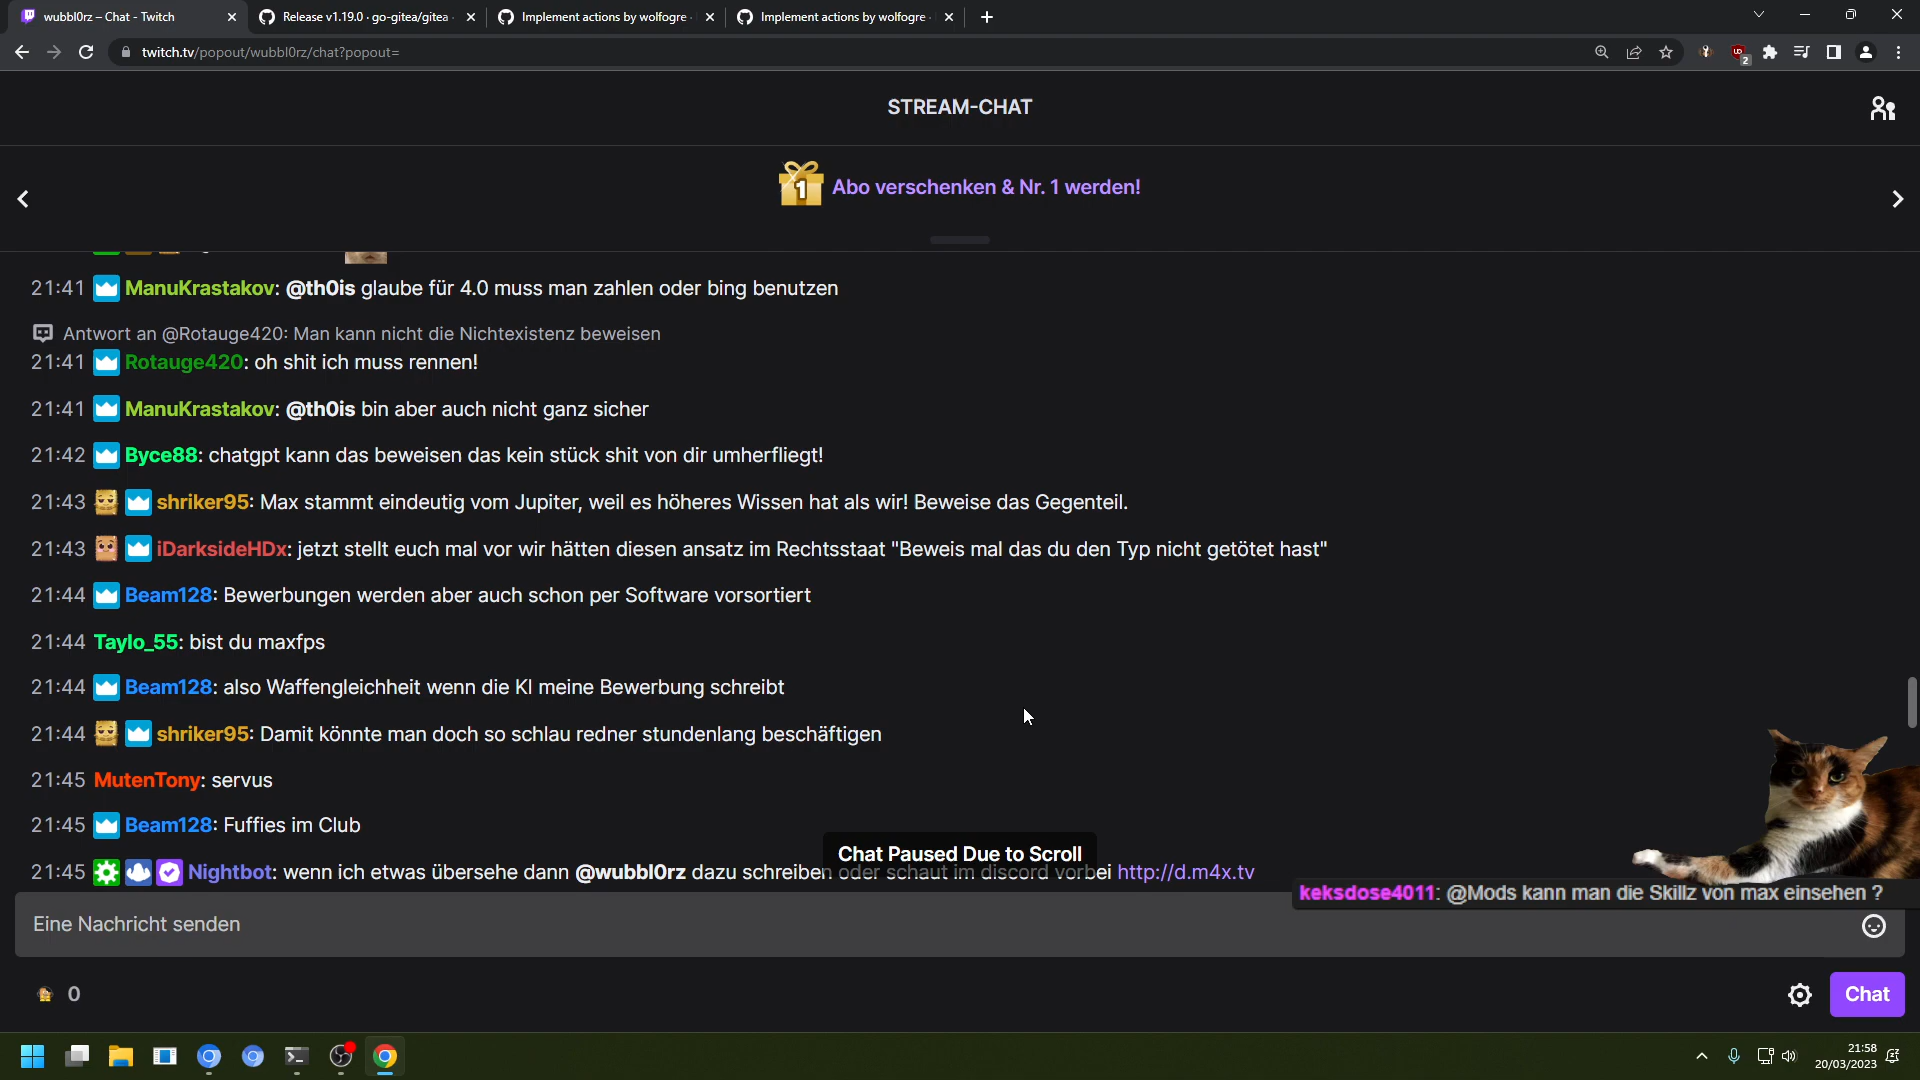 wubbl0rz – Chat - Twitch
Release v1.19.0 · go-gitea/gitea
Implement actions by wolfogre ·
Implement actions by wolfogre ·
twitch.tv/popout/wubbl0rz/chat?popout=
2
STREAM-CHAT
1
Abo verschenken & Nr. 1 werden!
21:41 ManuKrastakov: @th0is glaube für 4.0 muss man zahlen oder bing benutzen
Antwort an @Rotauge420: Man kann nicht die Nichtexistenz beweisen
21:41 Rotauge420: oh shit ich muss rennen!
21:41 ManuKrastakov: @th0is bin aber auch nicht ganz sicher
21:42 Byce88: chatgpt kann das beweisen das kein stück shit von dir umherfliegt!
21:43 shriker95: Max stammt eindeutig vom Jupiter, weil es höheres Wissen hat als wir! Beweise das Gegenteil.
21:43 iDarksideHDx: jetzt stellt euch mal vor wir hätten diesen ansatz im Rechtsstaat "Beweis mal das du den Typ nicht getötet hast"
21:44 Beam128: Bewerbungen werden aber auch schon per Software vorsortiert
21:44 Taylo_55: bist du maxfps
21:44 Beam128: also Waffengleichheit wenn die KI meine Bewerbung schreibt
21:44 shriker95: Damit könnte man doch so schlau redner stundenlang beschäftigen
21:45 MutenTony: servus
21:45 Beam128: Fuffies im Club
Chat Paused Due to Scroll
21:45 Nightbot: wenn ich etwas übersehe dann @wubbl0rz dazu schreiben oder schaut im discord vorbei http://d.m4x.tv
keksdose4011: @Mods kann man die Skillz von max einsehen ?
Eine Nachricht senden
0
Chat
21:58
20/03/2023